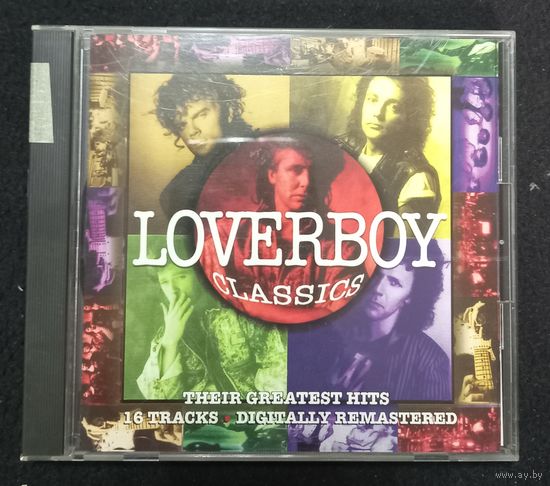 LOVERBOY
CLASSICS
THEIR GREATEST HITS
16 TRACKS • DIGITALLY REMASTERED
www.ay.by